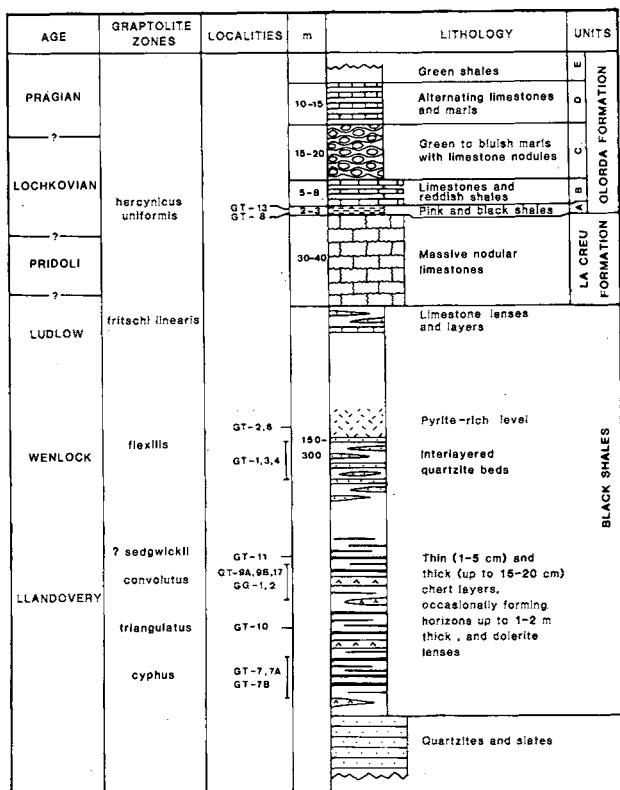 AGE
GRAPTOLITE
ZONES
LOCALITIES
m
LITHOLOGY
UNITS
PRAGIAN
?
LOCHKOVIAN
?
PRIDOLI
?
LUDLOW
WENLOCK
LLANDOVERY
hercynicus
uniformis
fritschi linearis
flexilis
? sedgwickii
convolutus
triangulatus
cyphus
GT-13
GT-8
GT-2,6
GT-1,3,4
GT-11
GT-9A,9B,17
GG-1,2
GT-10
GT-7,7A
GT-7B
10-15
15-20
5-8
2-3
30-40
150-
300
Green shales
Alternating limestones
and marls
Green to bluish marls
with limestone nodules
Limestones and
reddish shales
Pink and black shales
Massive nodular
limestones
Limestone lenses
and layers
Pyrite-rich level
Interlayered
quartzite beds
Thin (1-5 cm) and
thick (up to 15-20 cm)
chert layers,
occasionally forming
horizons up to 1-2 m
thick, and dolerite
lenses
Quartzites and slates
E
D
C
B
A
OLORDA FORMATION
LA CREU
FORMATION
BLACK SHALES